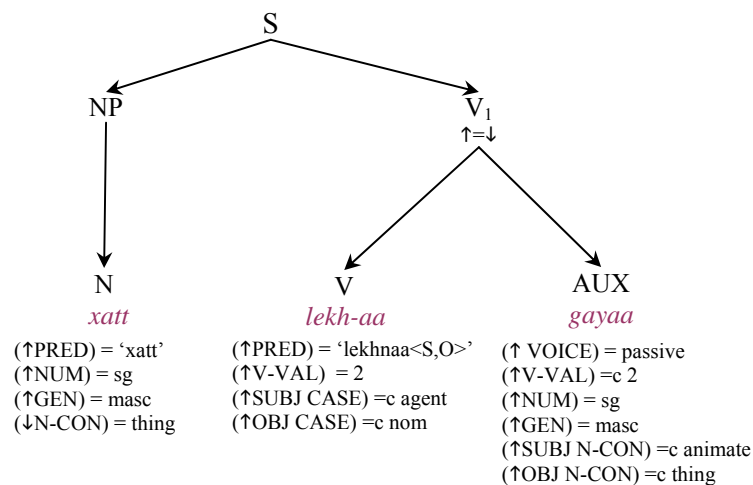 S
NP V₁
↑=↓
N V AUX
xatt lekh-aa gayaa
(↑PRED) = ‘xatt’ (↑PRED) = ‘lekhnaa<S,O>’ (↑ VOICE) = passive
(↑NUM) = sg (↑V-VAL) = 2 (↑V-VAL) =c 2
(↑GEN) = masc (↑SUBJ CASE) =c agent (↑NUM) = sg
(↓N-CON) = thing (↑OBJ CASE) =c nom (↑GEN) = masc
(↑SUBJ N-CON) =c animate
(↑OBJ N-CON) =c thing